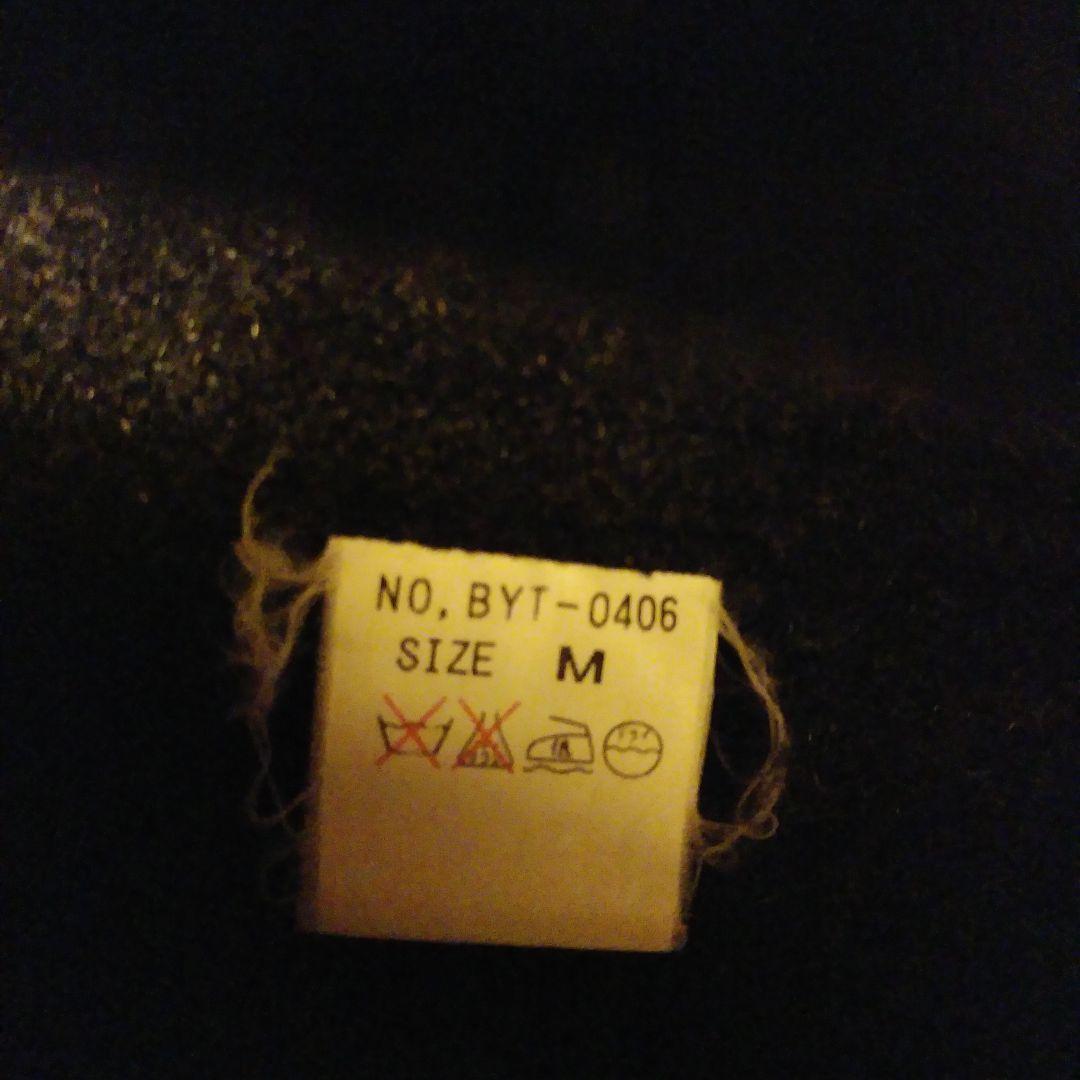 NO, BYT-0406
SIZE M